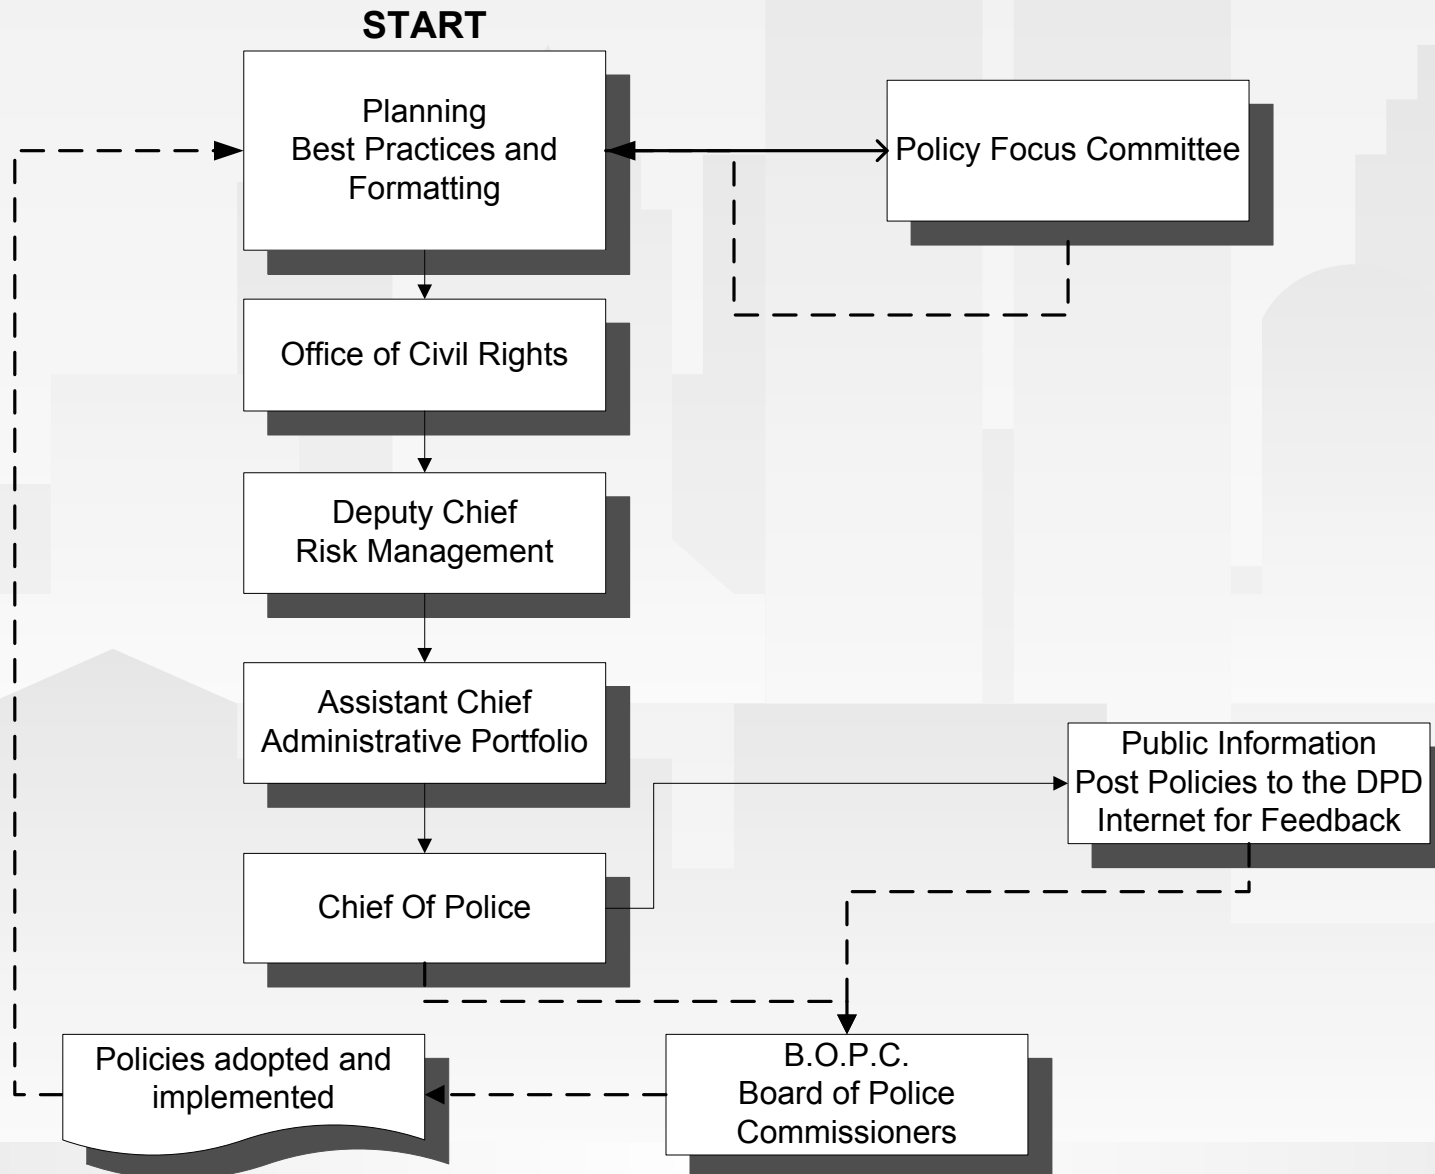 START
Planning
Best Practices and
Formatting
Policy Focus Committee
Office of Civil Rights
Deputy Chief
Risk Management
Assistant Chief
Administrative Portfolio
Public Information
Post Policies to the DPD
Internet for Feedback
Chief Of Police
Policies adopted and
implemented
B.O.P.C.
Board of Police
Commissioners